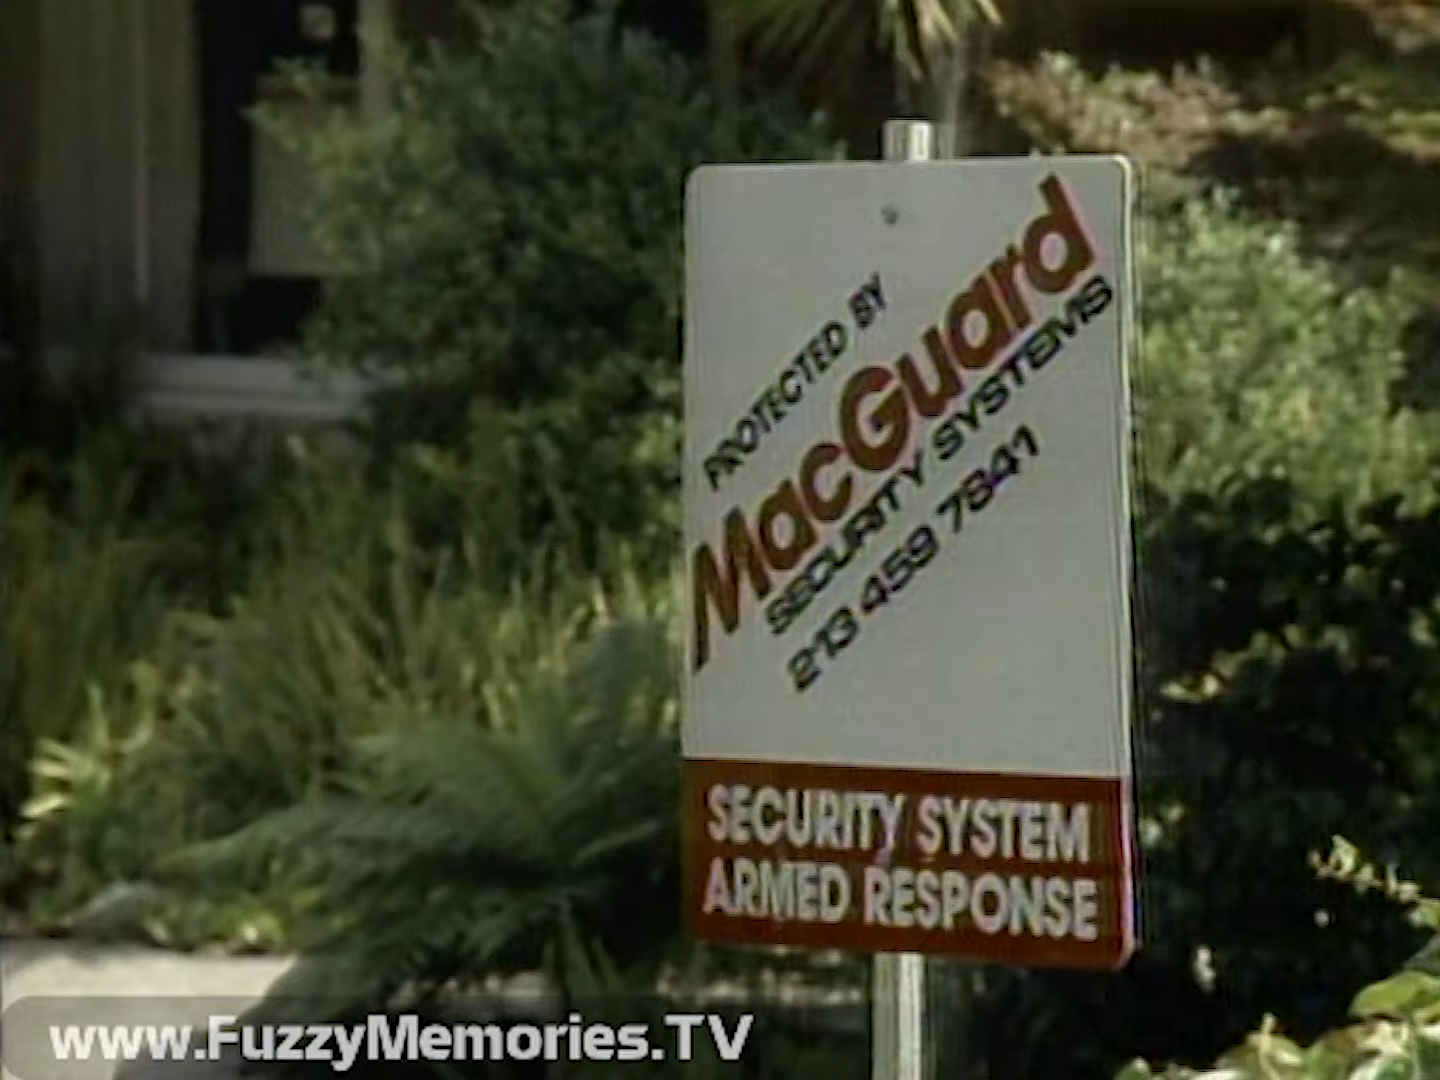 PROTECTED BY
MacGuard
SECURITY SYSTEMS
213 459 7841
SECURITY SYSTEM
ARMED RESPONSE
www.FuzzyMemories.TV